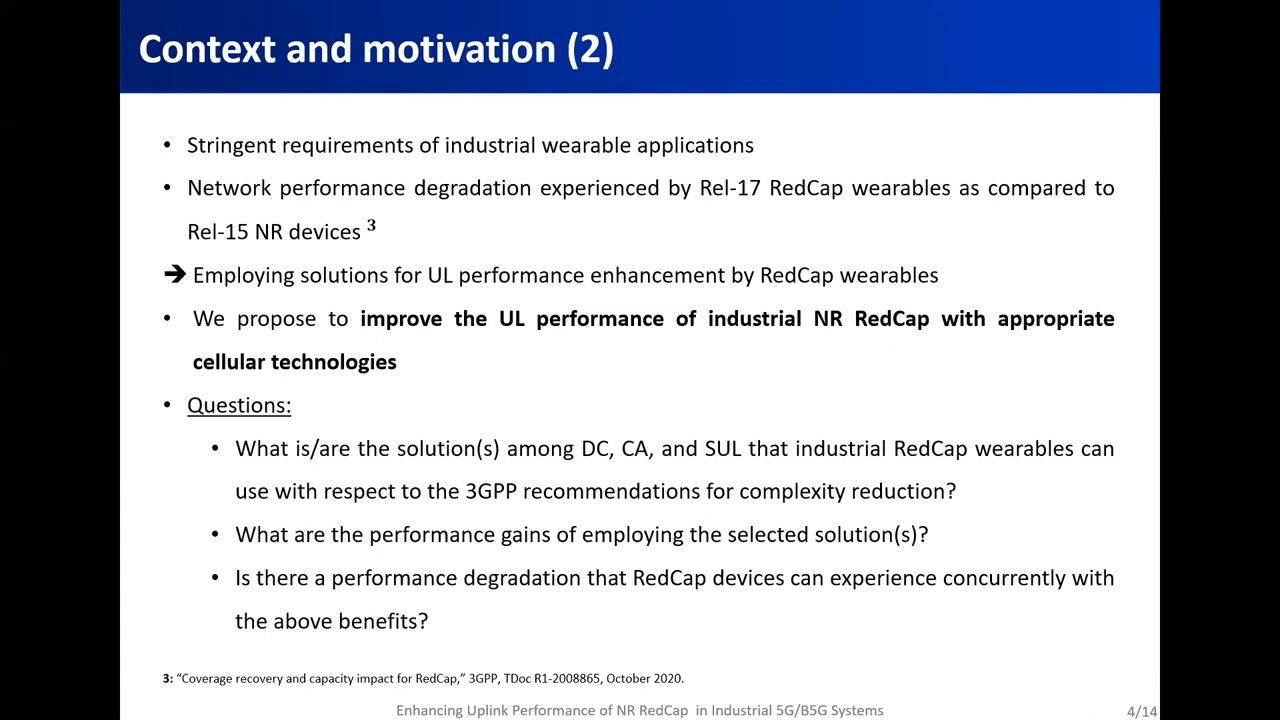 Context and motivation (2)
• Stringent requirements of industrial wearable applications
• Network performance degradation experienced by Rel-17 RedCap wearables as compared to
Rel-15 NR devices ³
➔ Employing solutions for UL performance enhancement by RedCap wearables
• We propose to improve the UL performance of industrial NR RedCap with appropriate
cellular technologies
• Questions:
• What is/are the solution(s) among DC, CA, and SUL that industrial RedCap wearables can
use with respect to the 3GPP recommendations for complexity reduction?
• What are the performance gains of employing the selected solution(s)?
• Is there a performance degradation that RedCap devices can experience concurrently with
the above benefits?
3: “Coverage recovery and capacity impact for RedCap,” 3GPP, TDoc R1-2008865, October 2020.
Enhancing Uplink Performance of NR RedCap in Industrial 5G/B5G Systems
4/14